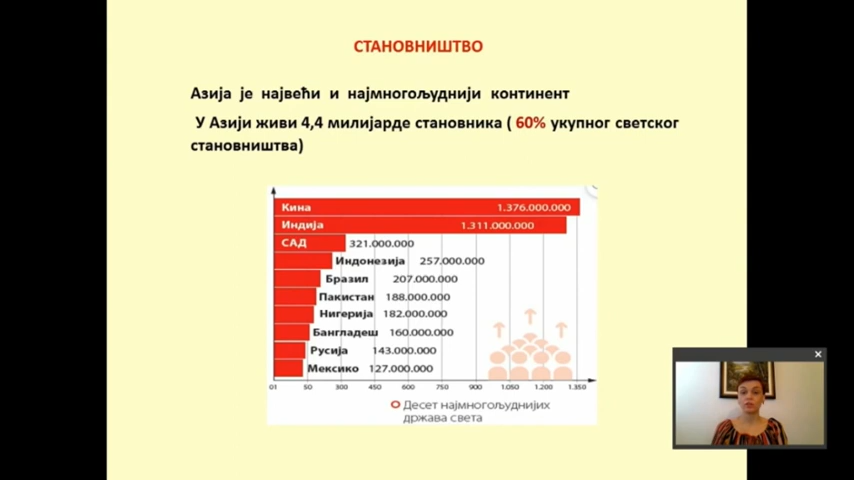 СТАНОВНИШТВО
Азија је највећи и најмногољуднији континент
У Азији живи 4,4 милијарде становника ( 60% укупног светског
становништва)
Кина 1.376.000.000
Индија 1.311.000.000
САД 321.000.000
Индонезија 257.000.000
Бразил 207.000.000
Пакистан 188.000.000
Нигерија 182.000.000
Бангладеш 160.000.000
Русија 143.000.000
Мексико 127.000.000
01 50 300 450 600 750 900 1.050 1.200 1.350
Десет најмногољуднијих
држава света